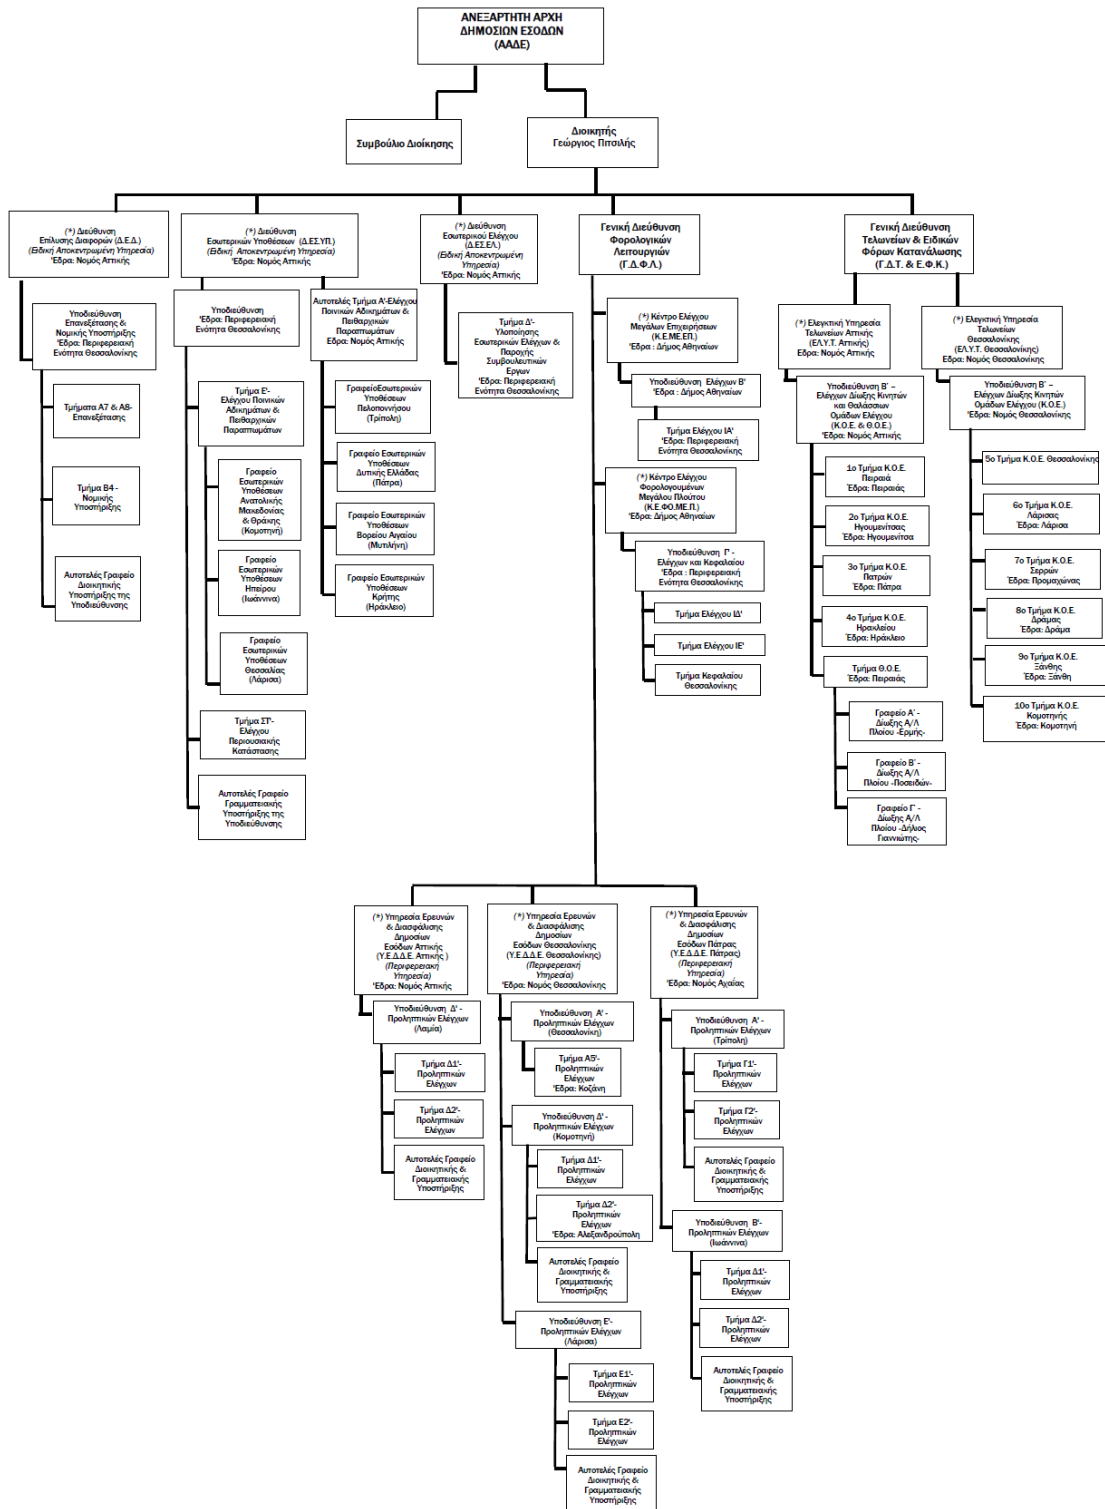 ΑΝΕΞΑΡΤΗΤΗ ΑΡΧΗ
ΔΗΜΟΣΙΩΝ ΕΣΟΔΩΝ
(ΑΑΔΕ)
Συμβούλιο Διοίκησης
Διοικητής
Γεώργιος Πιτσιλής
(*) Διεύθυνση
Επίλυσης Διαφορών (Δ.Ε.Δ.)
(Ειδική Αποκεντρωμένη Υπηρεσία)
Έδρα: Νομός Αττικής
Υποδιεύθυνση
Επανεξέτασης &
Νομικής Υποστήριξης
Έδρα: Περιφερειακή
Ενότητα Θεσσαλονίκης
Τμήματα Α7 & Α8-
Επανεξέτασης
Τμήμα Β4 -
Νομικής
Υποστήριξης
Αυτοτελές Γραφείο
Διοικητικής
Υποστήριξης της
Υποδιεύθυνσης
(*) Διεύθυνση
Εσωτερικών Υποθέσεων (Δ.ΕΣ.ΥΠ.)
(Ειδική Αποκεντρωμένη Υπηρεσία)
Έδρα: Νομός Αττικής
Υποδιεύθυνση
Έδρα: Περιφερειακή
Ενότητα Θεσσαλονίκης
Τμήμα Ε'-
Ελέγχου Ποινικών
Αδικημάτων &
Πειθαρχικών
Παραπτωμάτων
Γραφείο
Εσωτερικών
Υποθέσεων
Ανατολικής
Μακεδονίας
& Θράκης
(Κομοτηνή)
Γραφείο
Εσωτερικών
Υποθέσεων
Ηπείρου
(Ιωάννινα)
Γραφείο
Εσωτερικών
Υποθέσεων
Θεσσαλίας
(Λάρισα)
Τμήμα ΣΤ'-
Ελέγχου
Περιουσιακής
Κατάστασης
Αυτοτελές Γραφείο
Γραμματειακής
Υποστήριξης της
Υποδιεύθυνσης
Αυτοτελές Τμήμα Α'-Ελέγχου
Ποινικών Αδικημάτων &
Πειθαρχικών
Παραπτωμάτων
Έδρα: Νομός Αττικής
ΓραφείοΕσωτερικών
Υποθέσεων
Πελοποννήσου
(Τρίπολη)
Γραφείο Εσωτερικών
Υποθέσεων
Δυτικής Ελλάδας
(Πάτρα)
Γραφείο Εσωτερικών
Υποθέσεων
Βορείου Αιγαίου
(Μυτιλήνη)
Γραφείο Εσωτερικών
Υποθέσεων
Κρήτης
(Ηράκλειο)
(*) Διεύθυνση
Εσωτερικού Ελέγχου
(Δ.ΕΣ.ΕΛ.)
(Ειδική Αποκεντρωμένη
Υπηρεσία)
Έδρα: Νομός Αττικής
Τμήμα Δ'-
Υλοποίησης
Εσωτερικών Ελέγχων &
Παροχής
Συμβουλευτικών
Έργων
Έδρα: Περιφερειακή
Ενότητα Θεσσαλονίκης
Γενική Διεύθυνση
Φορολογικών
Λειτουργιών
(Γ.Δ.Φ.Λ.)
(*) Κέντρο Ελέγχου
Μεγάλων Επιχειρήσεων
(Κ.Ε.ΜΕ.ΕΠ.)
Έδρα : Δήμος Αθηναίων
Υποδιεύθυνση Ελέγχων Β'
Έδρα : Δήμος Αθηναίων
Τμήμα Ελέγχου ΙΑ'
Έδρα: Περιφερειακή
Ενότητα Θεσσαλονίκης
(*) Κέντρο Ελέγχου
Φορολογουμένων
Μεγάλου Πλούτου
(Κ.Ε.ΦΟ.ΜΕ.Π.)
Έδρα: Δήμος Αθηναίων
Υποδιεύθυνση Γ' -
Ελέγχων και Κεφαλαίου
Έδρα : Περιφερειακή
Ενότητα Θεσσαλονίκης
Τμήμα Ελέγχου ΙΔ'
Τμήμα Ελέγχου ΙΕ'
Τμήμα Κεφαλαίου
Θεσσαλονίκης
Γενική Διεύθυνση
Τελωνείων & Ειδικών
Φόρων Κατανάλωσης
(Γ.Δ.Τ. & Ε.Φ.Κ.)
(*) Ελεγκτική Υπηρεσία
Τελωνείων Αττικής
(ΕΛ.Υ.Τ. Αττικής)
Έδρα: Νομός Αττικής
Υποδιεύθυνση Β΄ –
Ελέγχων Δίωξης Κινητών
και Θαλάσσιων
Ομάδων Ελέγχου
(Κ.Ο.Ε. & Θ.Ο.Ε.)
Έδρα: Νομός Αττικής
1ο Τμήμα Κ.Ο.Ε.
Πειραιά
Έδρα: Πειραιάς
2ο Τμήμα Κ.Ο.Ε.
Ηγουμενίτσας
Έδρα: Ηγουμενίτσα
3ο Τμήμα Κ.Ο.Ε.
Πατρών
Έδρα: Πάτρα
4ο Τμήμα Κ.Ο.Ε.
Ηρακλείου
Έδρα: Ηράκλειο
Τμήμα Θ.Ο.Ε.
Έδρα: Πειραιάς
Γραφείο Α΄ -
Δίωξης Α/Λ
Πλοίου -Ερμής-
Γραφείο Β΄ -
Δίωξης Α/Λ
Πλοίου -Ποσειδών-
Γραφείο Γ΄ -
Δίωξης Α/Λ
Πλοίου -Δήλιος
Γιαννιώτης-
(*) Ελεγκτική Υπηρεσία
Τελωνείων
Θεσσαλονίκης
(ΕΛ.Υ.Τ. Θεσσαλονίκης)
Έδρα: Νομός Θεσσαλονίκης
Υποδιεύθυνση Β΄ –
Ελέγχων Δίωξης Κινητών
Ομάδων Ελέγχου (Κ.Ο.Ε.)
Έδρα: Νομός Θεσσαλονίκης
5ο Τμήμα Κ.Ο.Ε. Θεσσαλονίκης
6ο Τμήμα Κ.Ο.Ε.
Λάρισας
Έδρα: Λάρισα
7ο Τμήμα Κ.Ο.Ε.
Σερρών
Έδρα: Προμαχώνας
8ο Τμήμα Κ.Ο.Ε.
Δράμας
Έδρα: Δράμα
9ο Τμήμα Κ.Ο.Ε.
Ξάνθης
Έδρα: Ξάνθη
10ο Τμήμα Κ.Ο.Ε.
Κομοτηνής
Έδρα: Κομοτηνή
(*) Υπηρεσία Ερευνών
& Διασφάλισης
Δημοσίων
Εσόδων Αττικής
(Υ.Ε.Δ.Δ.Ε. Αττικής )
(Περιφερειακή
Υπηρεσία)
Έδρα: Νομός Αττικής
Υποδιεύθυνση Δ' -
Προληπτικών Ελέγχων
(Λαμία)
Τμήμα Δ1'-
Προληπτικών
Ελέγχων
Τμήμα Δ2'-
Προληπτικών
Ελέγχων
Αυτοτελές Γραφείο
Διοικητικής &
Γραμματειακής
Υποστήριξης
(*) Υπηρεσία Ερευνών
& Διασφάλισης
Δημοσίων
Εσόδων Θεσσαλονίκης
(Υ.Ε.Δ.Δ.Ε. Θεσσαλονίκης)
(Περιφερειακή
Υπηρεσία)
Έδρα: Νομός Θεσσαλονίκης
Υποδιεύθυνση Α' -
Προληπτικών Ελέγχων
(Θεσσαλονίκη)
Τμήμα Α5'-
Προληπτικών
Ελέγχων
Έδρα: Κοζάνη
Υποδιεύθυνση Δ' -
Προληπτικών Ελέγχων
(Κομοτηνή)
Τμήμα Δ1'-
Προληπτικών
Ελέγχων
Τμήμα Δ2'-
Προληπτικών
Ελέγχων
Έδρα: Αλεξανδρούπολη
Αυτοτελές Γραφείο
Διοικητικής &
Γραμματειακής
Υποστήριξης
Υποδιεύθυνση Ε'-
Προληπτικών Ελέγχων
(Λάρισα)
Τμήμα Ε1'-
Προληπτικών
Ελέγχων
Τμήμα Ε2'-
Προληπτικών
Ελέγχων
Αυτοτελές Γραφείο
Διοικητικής &
Γραμματειακής
Υποστήριξης
(*) Υπηρεσία Ερευνών
& Διασφάλισης
Δημοσίων
Εσόδων Πάτρας
(Υ.Ε.Δ.Δ.Ε. Πάτρας)
(Περιφερειακή
Υπηρεσία)
Έδρα: Νομός Αχαΐας
Υποδιεύθυνση Α' -
Προληπτικών Ελέγχων
(Τρίπολη)
Τμήμα Γ1'-
Προληπτικών
Ελέγχων
Τμήμα Γ2'-
Προληπτικών
Ελέγχων
Αυτοτελές Γραφείο
Διοικητικής &
Γραμματειακής
Υποστήριξης
Υποδιεύθυνση Β'-
Προληπτικών Ελέγχων
(Ιωάννινα)
Τμήμα Δ1'-
Προληπτικών
Ελέγχων
Τμήμα Δ2'-
Προληπτικών
Ελέγχων
Αυτοτελές Γραφείο
Διοικητικής &
Γραμματειακής
Υποστήριξης